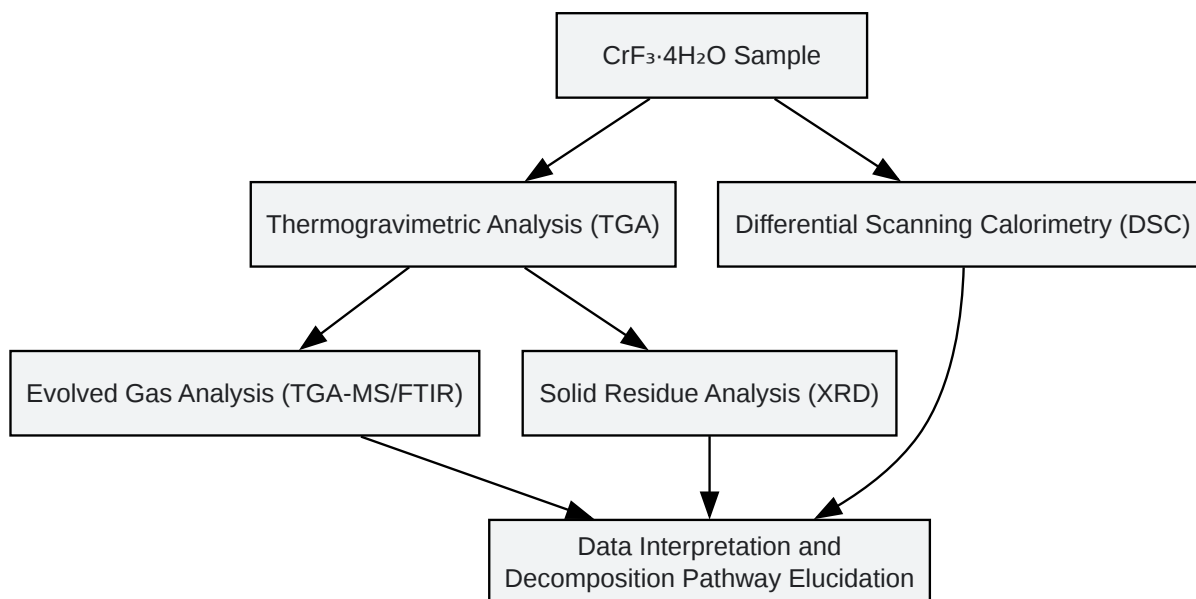 CrF₃·4H₂O Sample
Thermogravimetric Analysis (TGA)
Differential Scanning Calorimetry (DSC)
Evolved Gas Analysis (TGA-MS/FTIR)
Solid Residue Analysis (XRD)
Data Interpretation and
Decomposition Pathway Elucidation